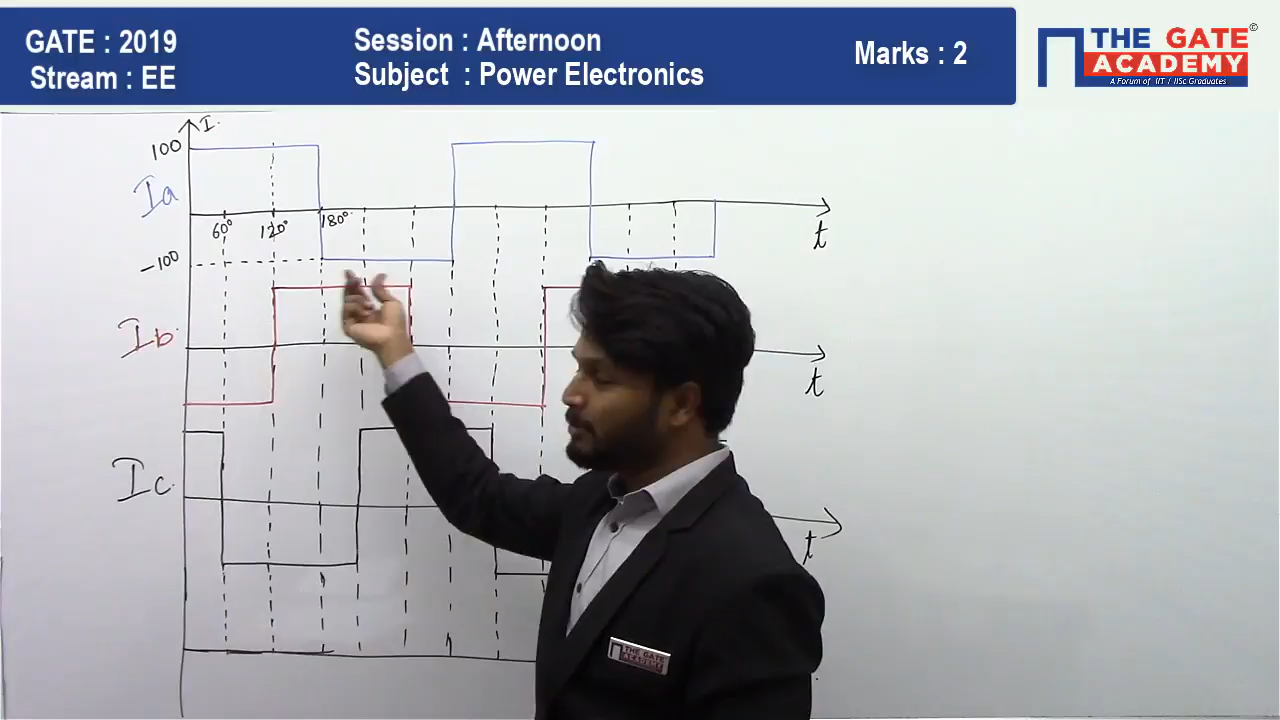 GATE : 2019
Stream : EE
Session : Afternoon
Subject : Power Electronics
Marks : 2
THE GATE
ACADEMY
A Forum of IIT / IISc Graduates
©
I
100
Ia
60° 120° 180°
t
-100
Ib
t
Ic
t
THE GATE
ACADEMY